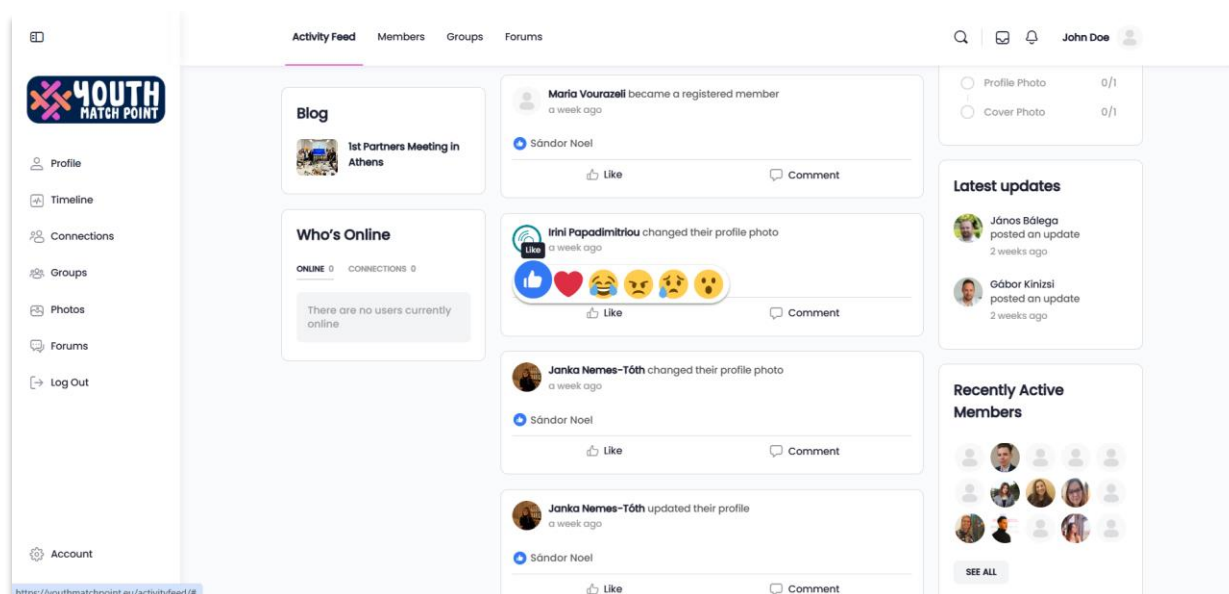 Activity Feed
Members
Groups
Forums
John Doe
YOUTH
MATCH POINT
Profile
Timeline
Connections
Groups
Photos
Forums
Log Out
Account
https://youthmatchpoint.eu/activityfeed/#
Blog
1st Partners Meeting in
Athens
Who's Online
ONLINE 0 CONNECTIONS 0
There are no users currently
online
Maria Vourazeli became a registered member
a week ago
Sándor Noel
Like
Comment
Irini Papadimitriou changed their profile photo
a week ago
Like
Like
Comment
Janka Nemes-Tóth changed their profile photo
a week ago
Sándor Noel
Like
Comment
Janka Nemes-Tóth updated their profile
a week ago
Sándor Noel
Like
Comment
Profile Photo 0/1
Cover Photo 0/1
Latest updates
János Bálega
posted an update
2 weeks ago
Gábor Kinizsi
posted an update
2 weeks ago
Recently Active
Members
SEE ALL